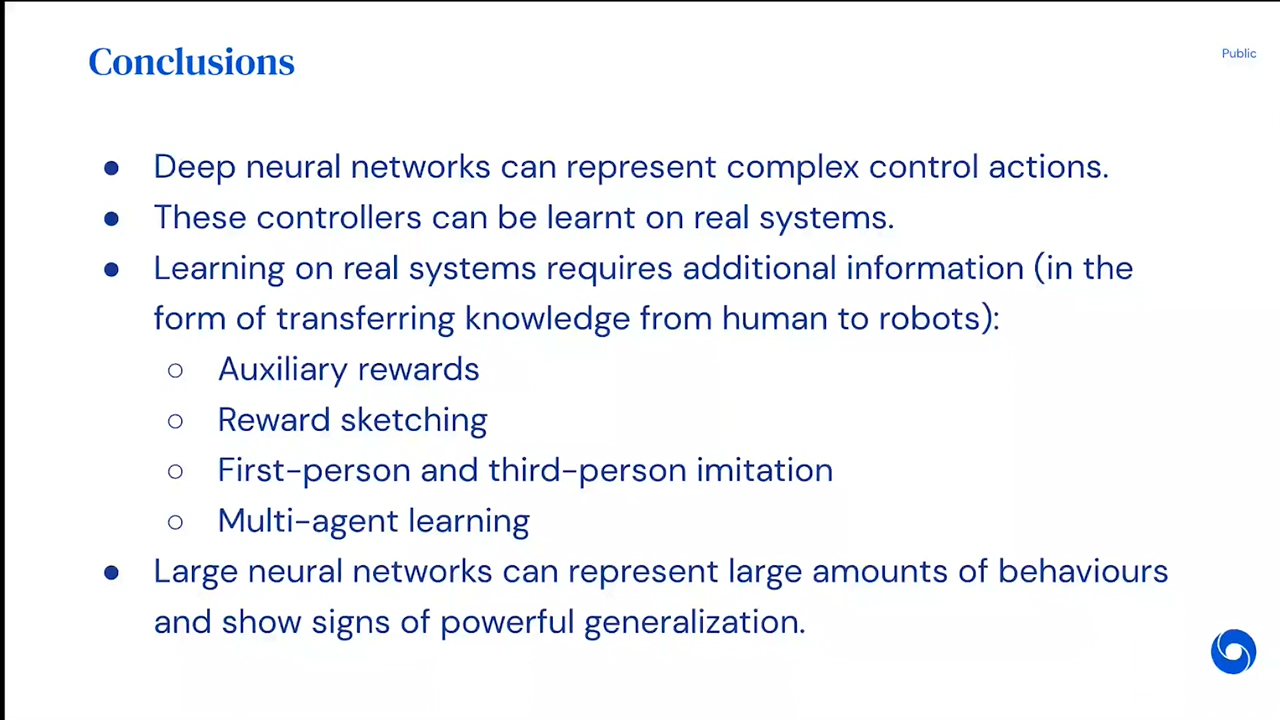 Conclusions
Public
● Deep neural networks can represent complex control actions.
● These controllers can be learnt on real systems.
● Learning on real systems requires additional information (in the
form of transferring knowledge from human to robots):
○ Auxiliary rewards
○ Reward sketching
○ First-person and third-person imitation
○ Multi-agent learning
● Large neural networks can represent large amounts of behaviours
and show signs of powerful generalization.